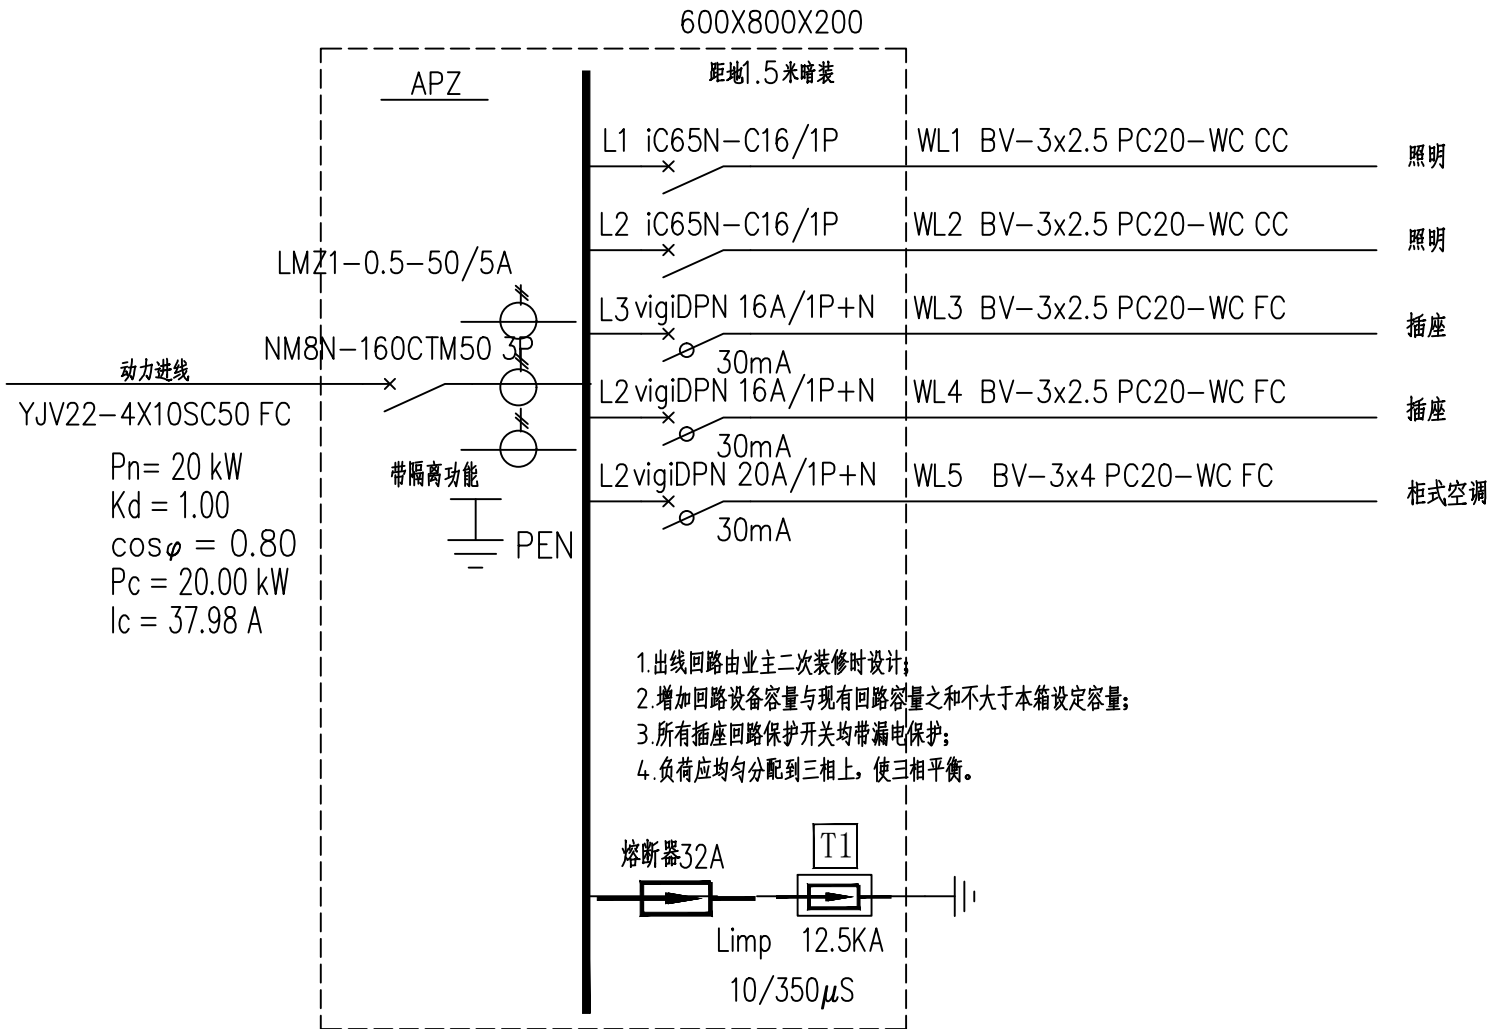 600X800X200
APZ
距地1.5米暗装
L1 iC65N-C16/1P WL1 BV-3x2.5 PC20-WC CC 照明
L2 iC65N-C16/1P WL2 BV-3x2.5 PC20-WC CC 照明
LMZ1-0.5-50/5A
L3 vigiDPN 16A/1P+N WL3 BV-3x2.5 PC20-WC FC 插座
30mA
NM8N-160CTM50 3P
动力进线
YJV22-4X10SC50 FC
L2 vigiDPN 16A/1P+N WL4 BV-3x2.5 PC20-WC FC 插座
30mA
带隔离功能
L2 vigiDPN 20A/1P+N WL5 BV-3x4 PC20-WC FC 柜式空调
30mA
PEN
Pn= 20 kW
Kd = 1.00
cosφ = 0.80
Pc = 20.00 kW
Ic = 37.98 A
1.出线回路由业主二次装修时设计;
2.增加回路设备容量与现有回路容量之和不大于本箱设定容量;
3.所有插座回路保护开关均带漏电保护;
4.负荷应均匀分配到三相上，使三相平衡。
熔断器32A
T1
Limp 12.5KA
10/350μS